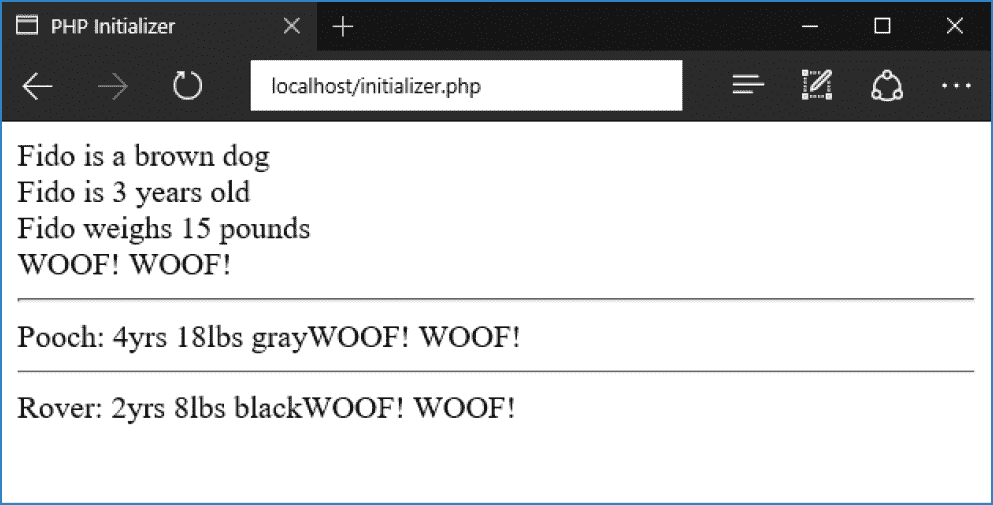 PHP Initializer
localhost/initializer.php
Fido is a brown dog
Fido is 3 years old
Fido weighs 15 pounds
WOOF! WOOF!
Pooch: 4yrs 18lbs grayWOOF! WOOF!
Rover: 2yrs 8lbs blackWOOF! WOOF!